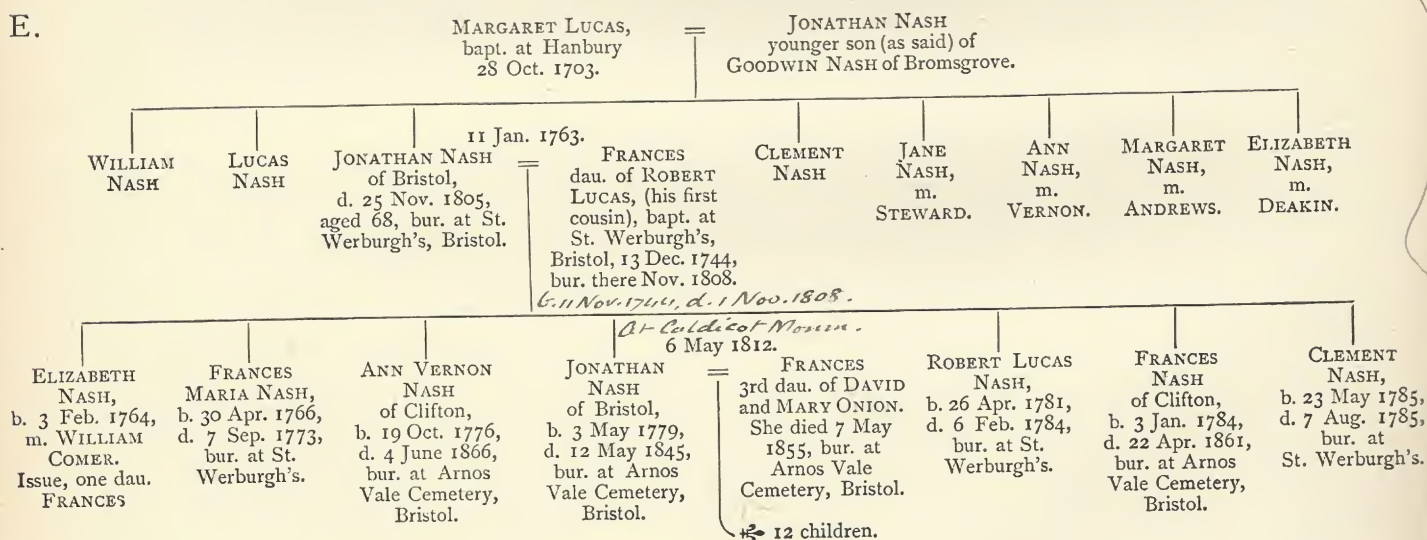 E.
MARGARET LUCAS,
bapt. at Hanbury
28 Oct. 1703.
=
JONATHAN NASH
younger son (as said) of
GOODWIN NASH of Bromsgrove.
WILLIAM
NASH
LUCAS
NASH
11 Jan. 1763.
JONATHAN NASH
of Bristol,
d. 25 Nov. 1805,
aged 68, bur. at St.
Werburgh's, Bristol.
=
FRANCES
dau. of ROBERT
LUCAS, (his first
cousin), bapt. at
St. Werburgh's,
Bristol, 13 Dec. 1744,
bur. there Nov. 1808.
b. 11 Nov. 1744, d. 1 Nov. 1808.
CLEMENT
NASH
JANE
NASH,
m.
STEWARD.
ANN
NASH,
m.
VERNON.
MARGARET
NASH,
m.
ANDREWS.
ELIZABETH
NASH,
m.
DEAKIN.
ELIZABETH
NASH,
b. 3 Feb. 1764,
m. WILLIAM
COMER.
Issue, one dau.
FRANCES
FRANCES
MARIA NASH,
b. 30 Apr. 1766,
d. 7 Sep. 1773,
bur. at St.
Werburgh's.
ANN VERNON
NASH
of Clifton,
b. 19 Oct. 1776,
d. 4 June 1866,
bur. at Arnos
Vale Cemetery,
Bristol.
At Caldicot Monm.
6 May 1812.
JONATHAN
NASH
of Bristol,
b. 3 May 1779,
d. 12 May 1845,
bur. at Arnos
Vale Cemetery,
Bristol.
=
FRANCES
3rd dau. of DAVID
and MARY ONION.
She died 7 May
1855, bur. at
Arnos Vale
Cemetery, Bristol.
12 children.
ROBERT LUCAS
NASH,
b. 26 Apr. 1781,
d. 6 Feb. 1784,
bur. at St.
Werburgh's.
FRANCES
NASH
of Clifton,
b. 3 Jan. 1784,
d. 22 Apr. 1861,
bur. at Arnos
Vale Cemetery,
Bristol.
CLEMENT
NASH,
b. 23 May 1785,
d. 7 Aug. 1785,
bur. at
St. Werburgh's.